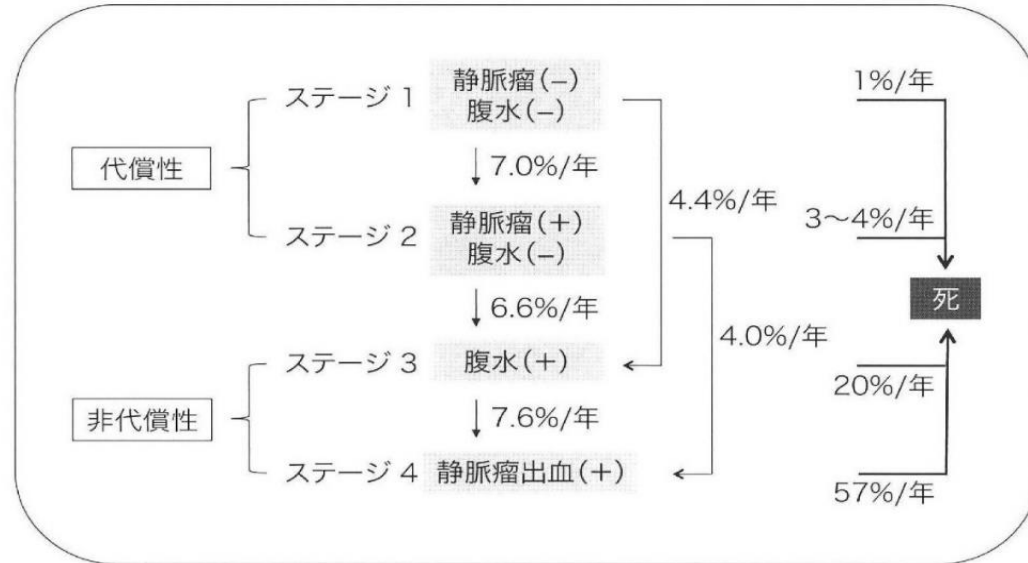 ステージ 1
静脈瘤(−)
腹水(−)
1%/年
代償性
7.0%/年
4.4%/年
ステージ 2
静脈瘤(+)
腹水(−)
3〜4%/年
死
6.6%/年
4.0%/年
ステージ 3
腹水(+)
20%/年
非代償性
7.6%/年
ステージ 4
静脈瘤出血(+)
57%/年